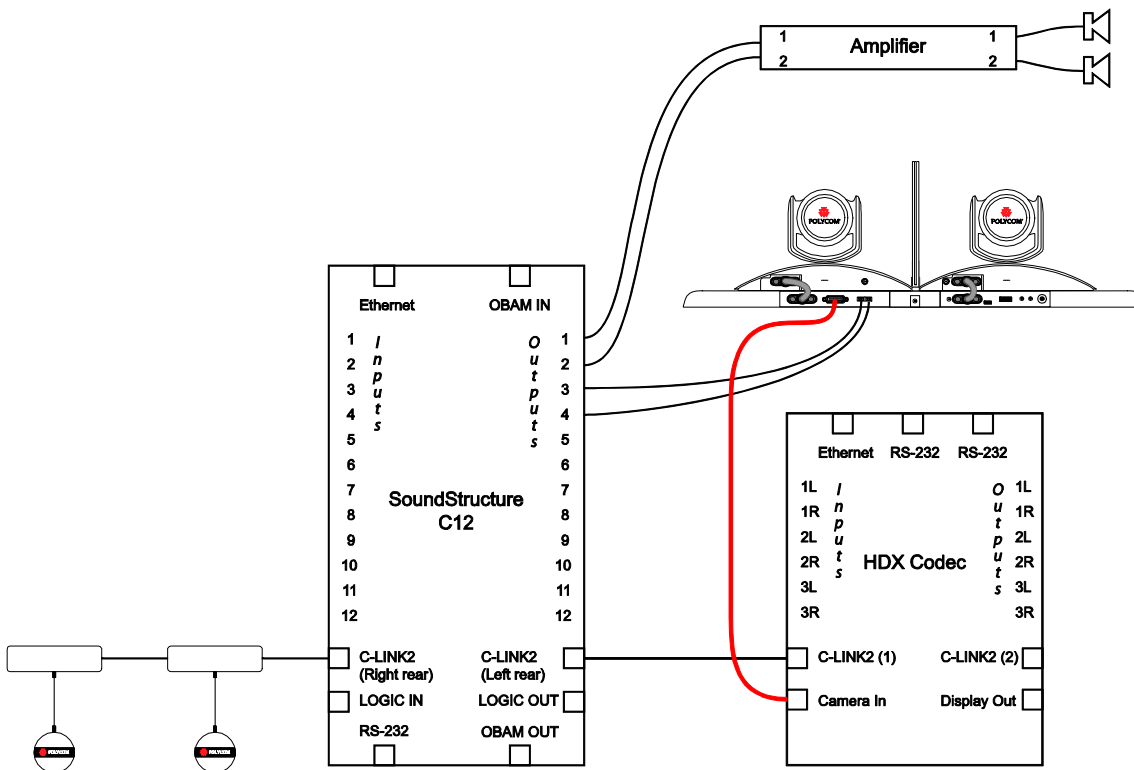 1 Amplifier 1
2 2
POLYCOM POLYCOM
Ethernet OBAM IN
Inputs
Outputs
1 1
2 2
3 3
4 4
5 5
6 6
7 7
8 8
9 9
10 10
11 11
12 12
SoundStructure
C12
C-LINK2
(Right rear)
C-LINK2
(Left rear)
LOGIC IN LOGIC OUT
RS-232 OBAM OUT
Ethernet RS-232 RS-232
Inputs
Outputs
1L 1L
1R 1R
2L 2L
2R HDX Codec 2R
3L 3L
3R 3R
C-LINK2 (1) C-LINK2 (2)
Camera In Display Out
POLYCOM POLYCOM